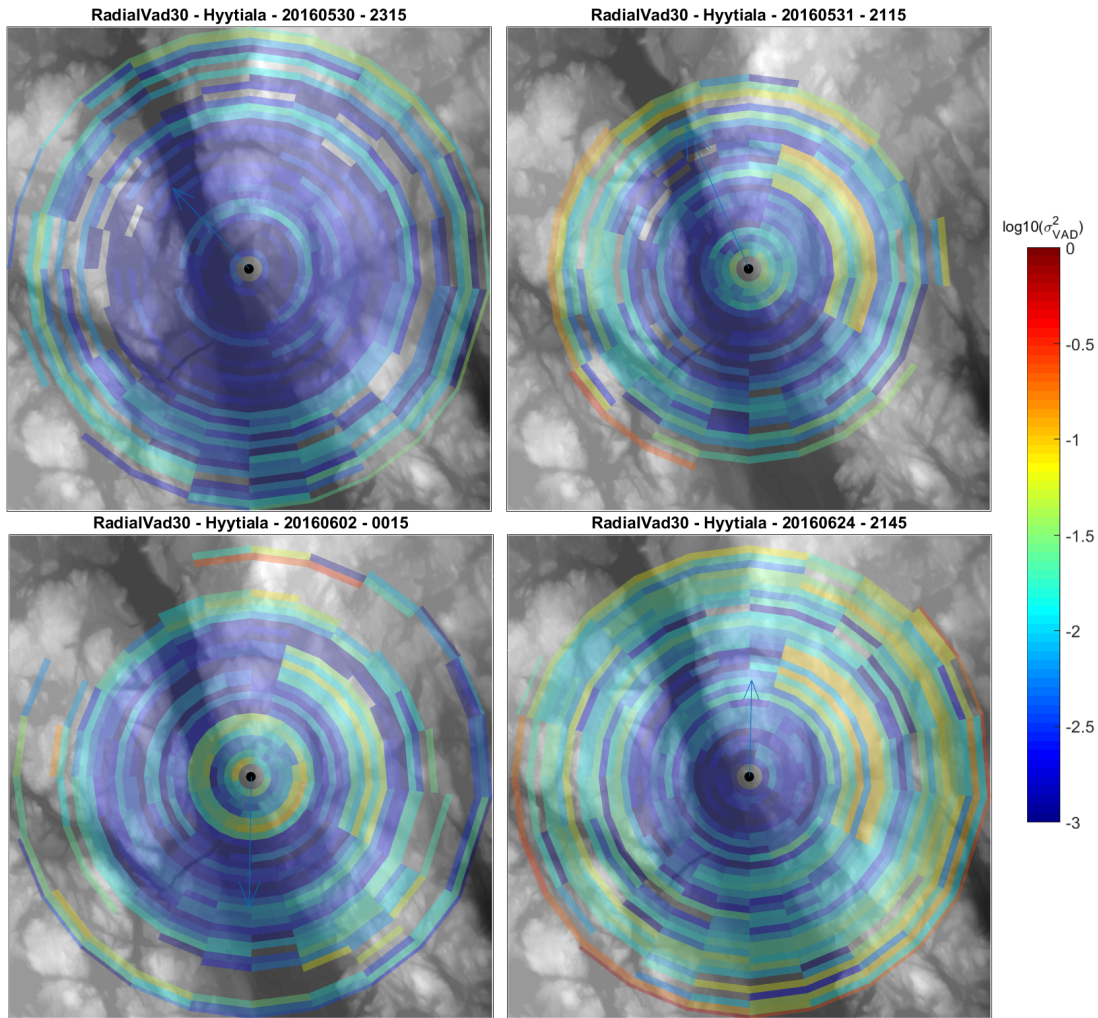 RadialVad30 - Hyytiala - 20160530 - 2315
RadialVad30 - Hyytiala - 20160531 - 2115
log10(σ²VAD)
0
-0.5
-1
-1.5
-2
-2.5
-3
RadialVad30 - Hyytiala - 20160602 - 0015
RadialVad30 - Hyytiala - 20160624 - 2145